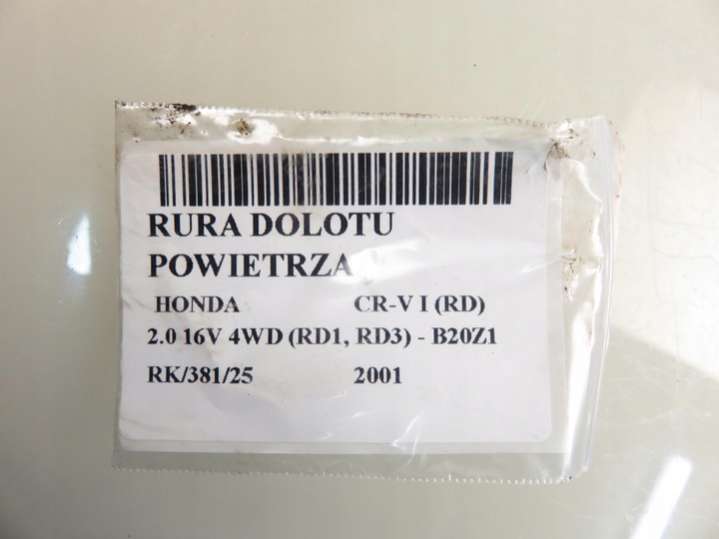 RURA DOLOTU
POWIETRZA
HONDA CR-V I (RD)
2.0 16V 4WD (RD1, RD3) - B20Z1
RK/381/25 2001